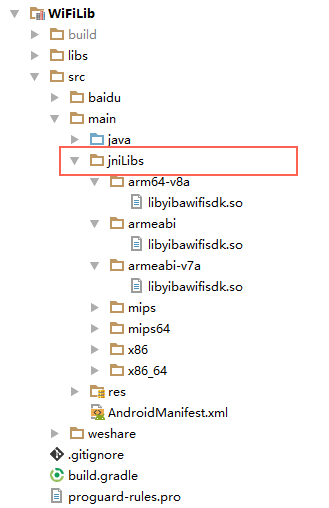 WiFiLib
build
libs
src
baidu
main
java
jniLibs
arm64-v8a
libyibawifisdk.so
armeabi
libyibawifisdk.so
armeabi-v7a
libyibawifisdk.so
mips
mips64
x86
x86_64
res
AndroidManifest.xml
weshare
.gitignore
build.gradle
proguard-rules.pro